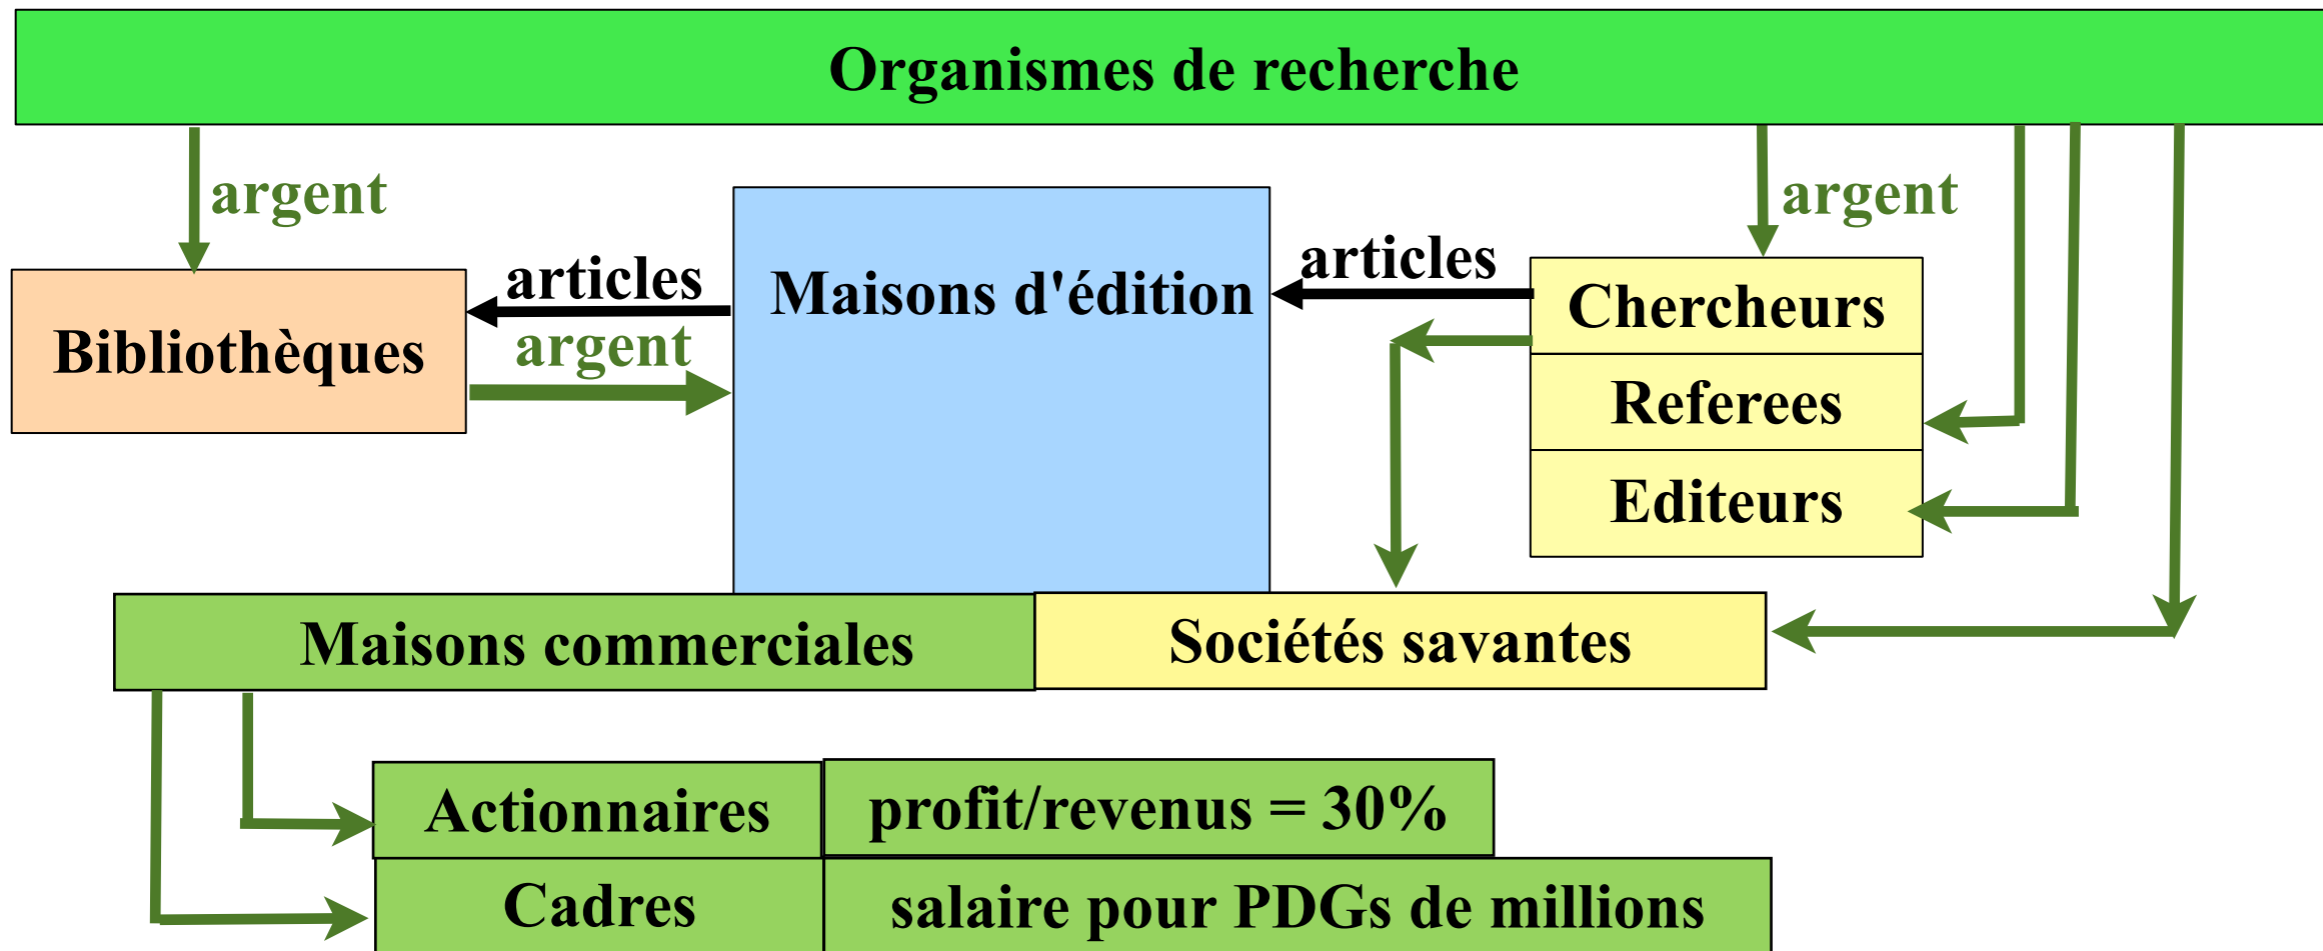 Organismes de recherche
argent
argent
articles
articles
Maisons d'édition
Chercheurs
Bibliothèques
argent
Referees
Editeurs
Maisons commerciales
Sociétés savantes
Actionnaires
profit/revenus = 30%
Cadres
salaire pour PDGs de millions